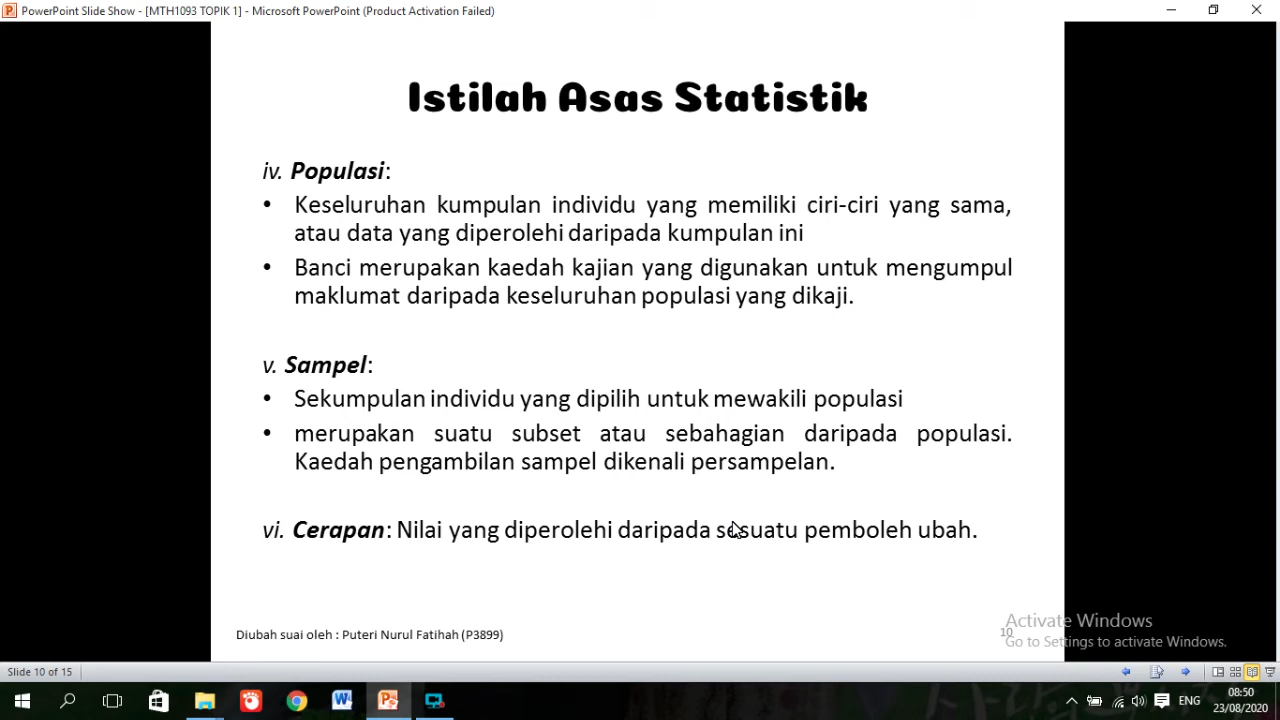 PowerPoint Slide Show - [MTH1093 TOPIK 1] - Microsoft PowerPoint (Product Activation Failed)
Istilah Asas Statistik
iv. Populasi:
• Keseluruhan kumpulan individu yang memiliki ciri-ciri yang sama,
atau data yang diperolehi daripada kumpulan ini
• Banci merupakan kaedah kajian yang digunakan untuk mengumpul
maklumat daripada keseluruhan populasi yang dikaji.
v. Sampel:
• Sekumpulan individu yang dipilih untuk mewakili populasi
• merupakan suatu subset atau sebahagian daripada populasi.
Kaedah pengambilan sampel dikenali persampelan.
vi. Cerapan: Nilai yang diperolehi daripada sesuatu pemboleh ubah.
Diubah suai oleh : Puteri Nurul Fatihah (P3899)
10
Activate Windows
Go to Settings to activate Windows.
Slide 10 of 15
ENG
08:50
23/08/2020